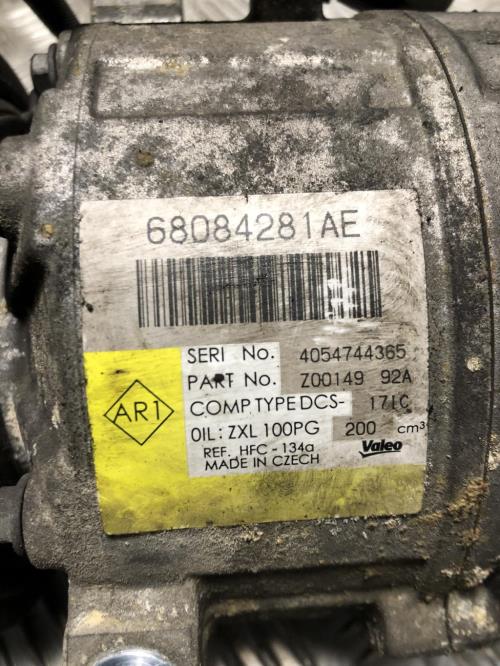 68084281AE
SERI No. 4054744365
PART No. Z00149 92A
COMP.TYPE DCS- 17IC
AR1
OIL: ZXL 100PG 200 cm³
REF. HFC - 134a
MADE IN CZECH
Valeo